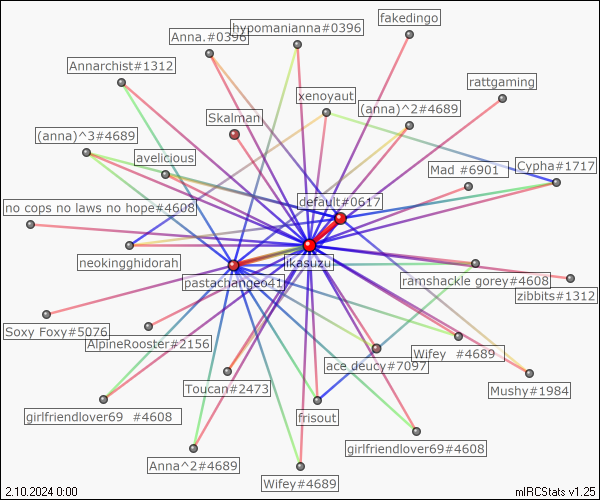 fakedingo
hypomanianna#0396
Anna.#0396
Annarchist#1312
rattgaming
xenoyaut
(anna)^2#4689
Skalman
(anna)^3#4689
avelicious
Mad #6901
Cypha#1717
default#0617
no cops no laws no hope#4608
neokingghidorah
ikasuzu
pastachangeo41
ramshackle gorey#4608
zibbits#1312
Soxy Foxy#5076
AlpineRooster#2156
Wifey #4689
ace deucy#7097
Toucan#2473
Mushy#1984
girlfriendlover69 #4608
frisout
girlfriendlover69#4608
Anna^2#4689
Wifey#4689
2.10.2024 0:00
mIRCStats v1.25